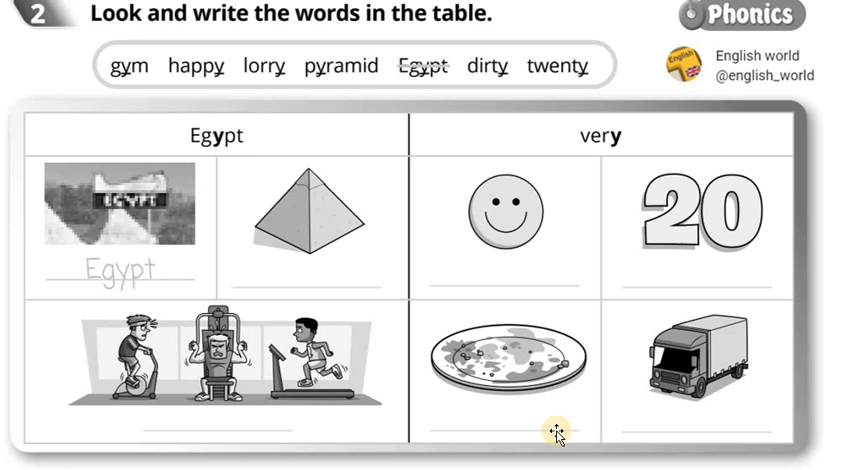 2 Look and write the words in the table.
Phonics
gym happy lorry pyramid Egypt dirty twenty
English world
@english_world
English
Egypt
very
EGYPT
20
Egypt